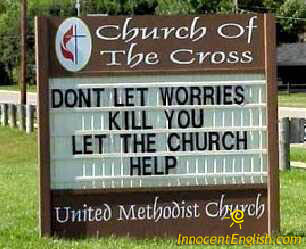 Church Of
The Cross
DONT LET WORRIES
KILL YOU
LET THE CHURCH
HELP
United Methodist Church
InnocentEnglish.com